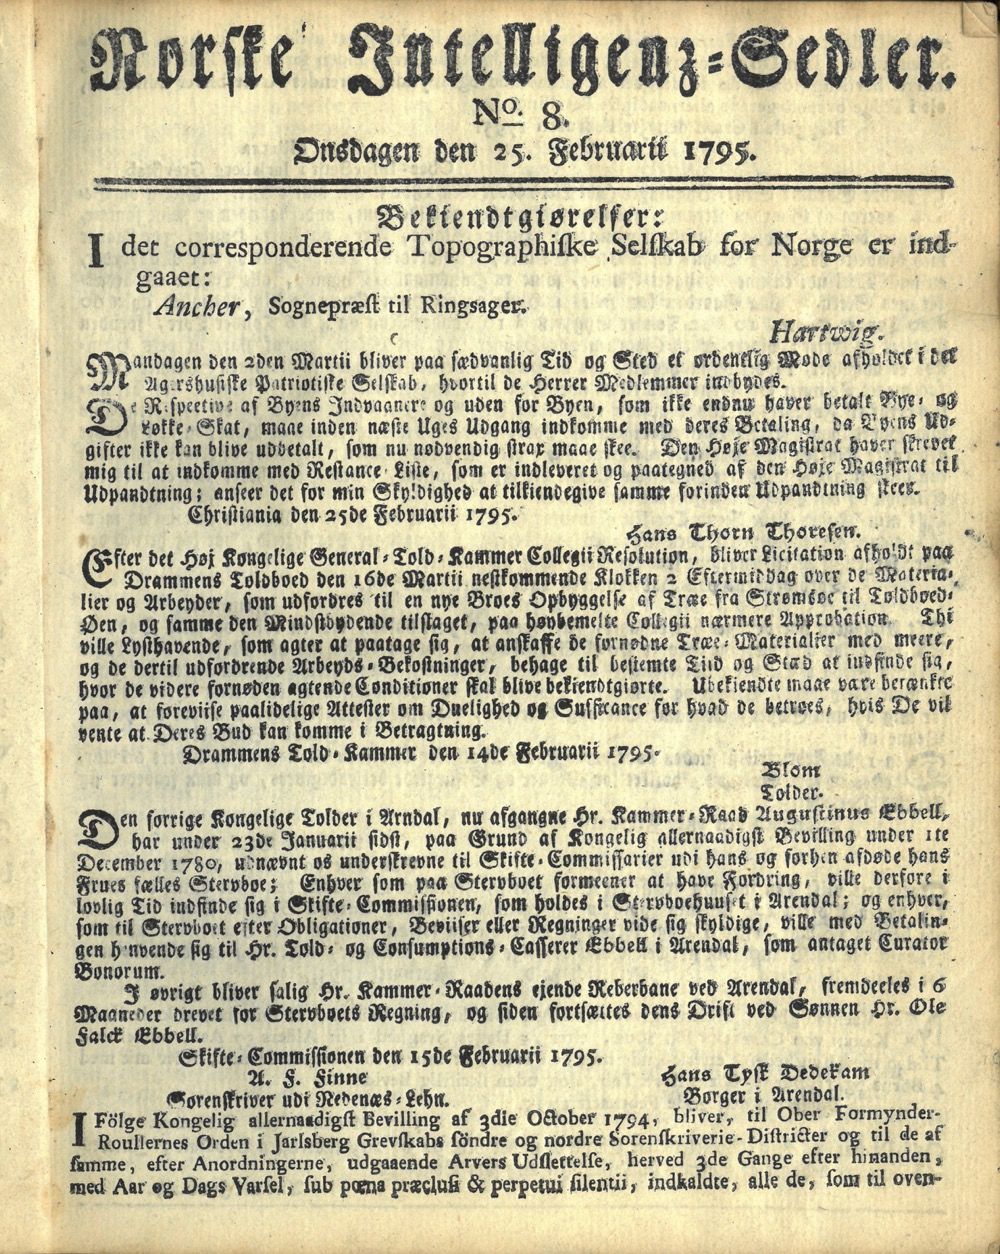 Norske Intelligenz-Sedler.
No. 8.
Onsdagen den 25. Februarii 1795.
Bekiendtgiørelser:
I det corresponderende Topographiske Selskab for Norge er ind-
gaaet:
Ancher, Sognepræst til Ringsager.
Hartwig.
Mandagen den 2den Martii bliver paa sædvanlig Tid og Sted et ordentlig Møde afholdet i det
Agershusiske Patriotiske Selskab, hvortil de Herrer Medlemmer indbydes.
De Respective af Byens Indvaanere og uden for Byen, som ikke endnu haver betalt Bye- og
Løkke-Skat, maae inden næste Uges Udgang indkomme med deres Betaling, da Byens Ud-
gifter ikke kan blive udbetalt, som nu nødvendig strax maae skee. Den Høje Magistrat haver skrevet
mig til at indkomme med Restance Liste, som er indleveret og paategned af den Høje Magistrat til
Udpandtning; anseer det for min Skyldighed at tilkiendegive samme forinden Udpandtning skeer.
Christiania den 25de Februarii 1795.
Hans Thorn Thoresen.
Efter det Høj Kongelige General-Told-Kammer Collegii Resolution, bliver Licitation afholdt paa
Drammens Toldboed den 16de Martii nestkommende Klokken 2 Eftermiddag over de Materia-
lier og Arbeyder, som udfordres til en nye Broes Opbyggelse af Træe fra Strømsøe til Toldboed-
Øen, og samme den Mindstbydende tilslaget, paa høybemelte Collegii nærmere Approbation. Thi
ville Lysthavende, som agter at paatage sig, at anskaffe de fornødne Træe-Materialier med meere,
og de dertil udfordrende Arbeyds-Bekostninger, behage til bestemte Tiid og Stæd at indfinde sig,
hvor de videre fornøden agtende Conditioner skal blive bekiendtgiorte. Ubekiendte maae være betænkte
paa, at foreviise paalidelige Attester om Duelighed og Suffisance for hvad de betroes, hvis De vil
vente at Deres Bud kan komme i Betragtning.
Drammens Told-Kammer den 14de Februarii 1795.
Blom
Tolder.
Den forrige Kongelige Tolder i Arndal, nu afgangne Hr. Kammer-Raad Augustinus Ebbell,
har under 23de Januarii sidst, paa Grund af Kongelig allernaadigst Bevilling under 1te
December 1780, udnævnt os underskrevne til Skifte-Commissarier udi hans og forhen afdøde hans
Frues fælles Stervboe; Enhver som paa Stervboet formeener at have Fordring, ville derfore i
lovlig Tid indfinde sig i Skifte-Commissionen, som holdes i Stervboehuuset i Arendal; og enhver,
som til Stervboet efter Obligationer, Beviiser eller Regninger vide sig skyldige, ville med Betalin-
gen henvende sig til Hr. Told- og Consumptions-Casserer Ebbell i Arendal, som antaget Curator
Bonorum.
I øvrigt bliver salig Hr. Kammer-Raadens ejende Reberbane ved Arendal, fremdeeles i 6
Maaneder drevet for Stervboets Regning, og siden fortsættes dens Drift ved Sønnen Hr. Ole
Falck Ebbell.
Skifte-Commissionen den 15de Februarii 1795.
A. F. Finne
Hans Tysk Dedekam
Sorenskriver udi Nedenæs-Lehn.
Borger i Arendal.
I Fölge Kongelig allernaadigst Bevilling af 3die October 1794, bliver, til Ober Formynder-
Roullernes Orden i Jarlsberg Grevskabs söndre og nordre Sorenskriverie-Districter og til de af
samme, efter Anordningerne, udgaaende Arvers Udsettelse, herved 3de Gange efter hinanden,
med Aar og Dags Varsel, sub pœna præclusi & perpetui silentii, indkaldte, alle de, som til oven-